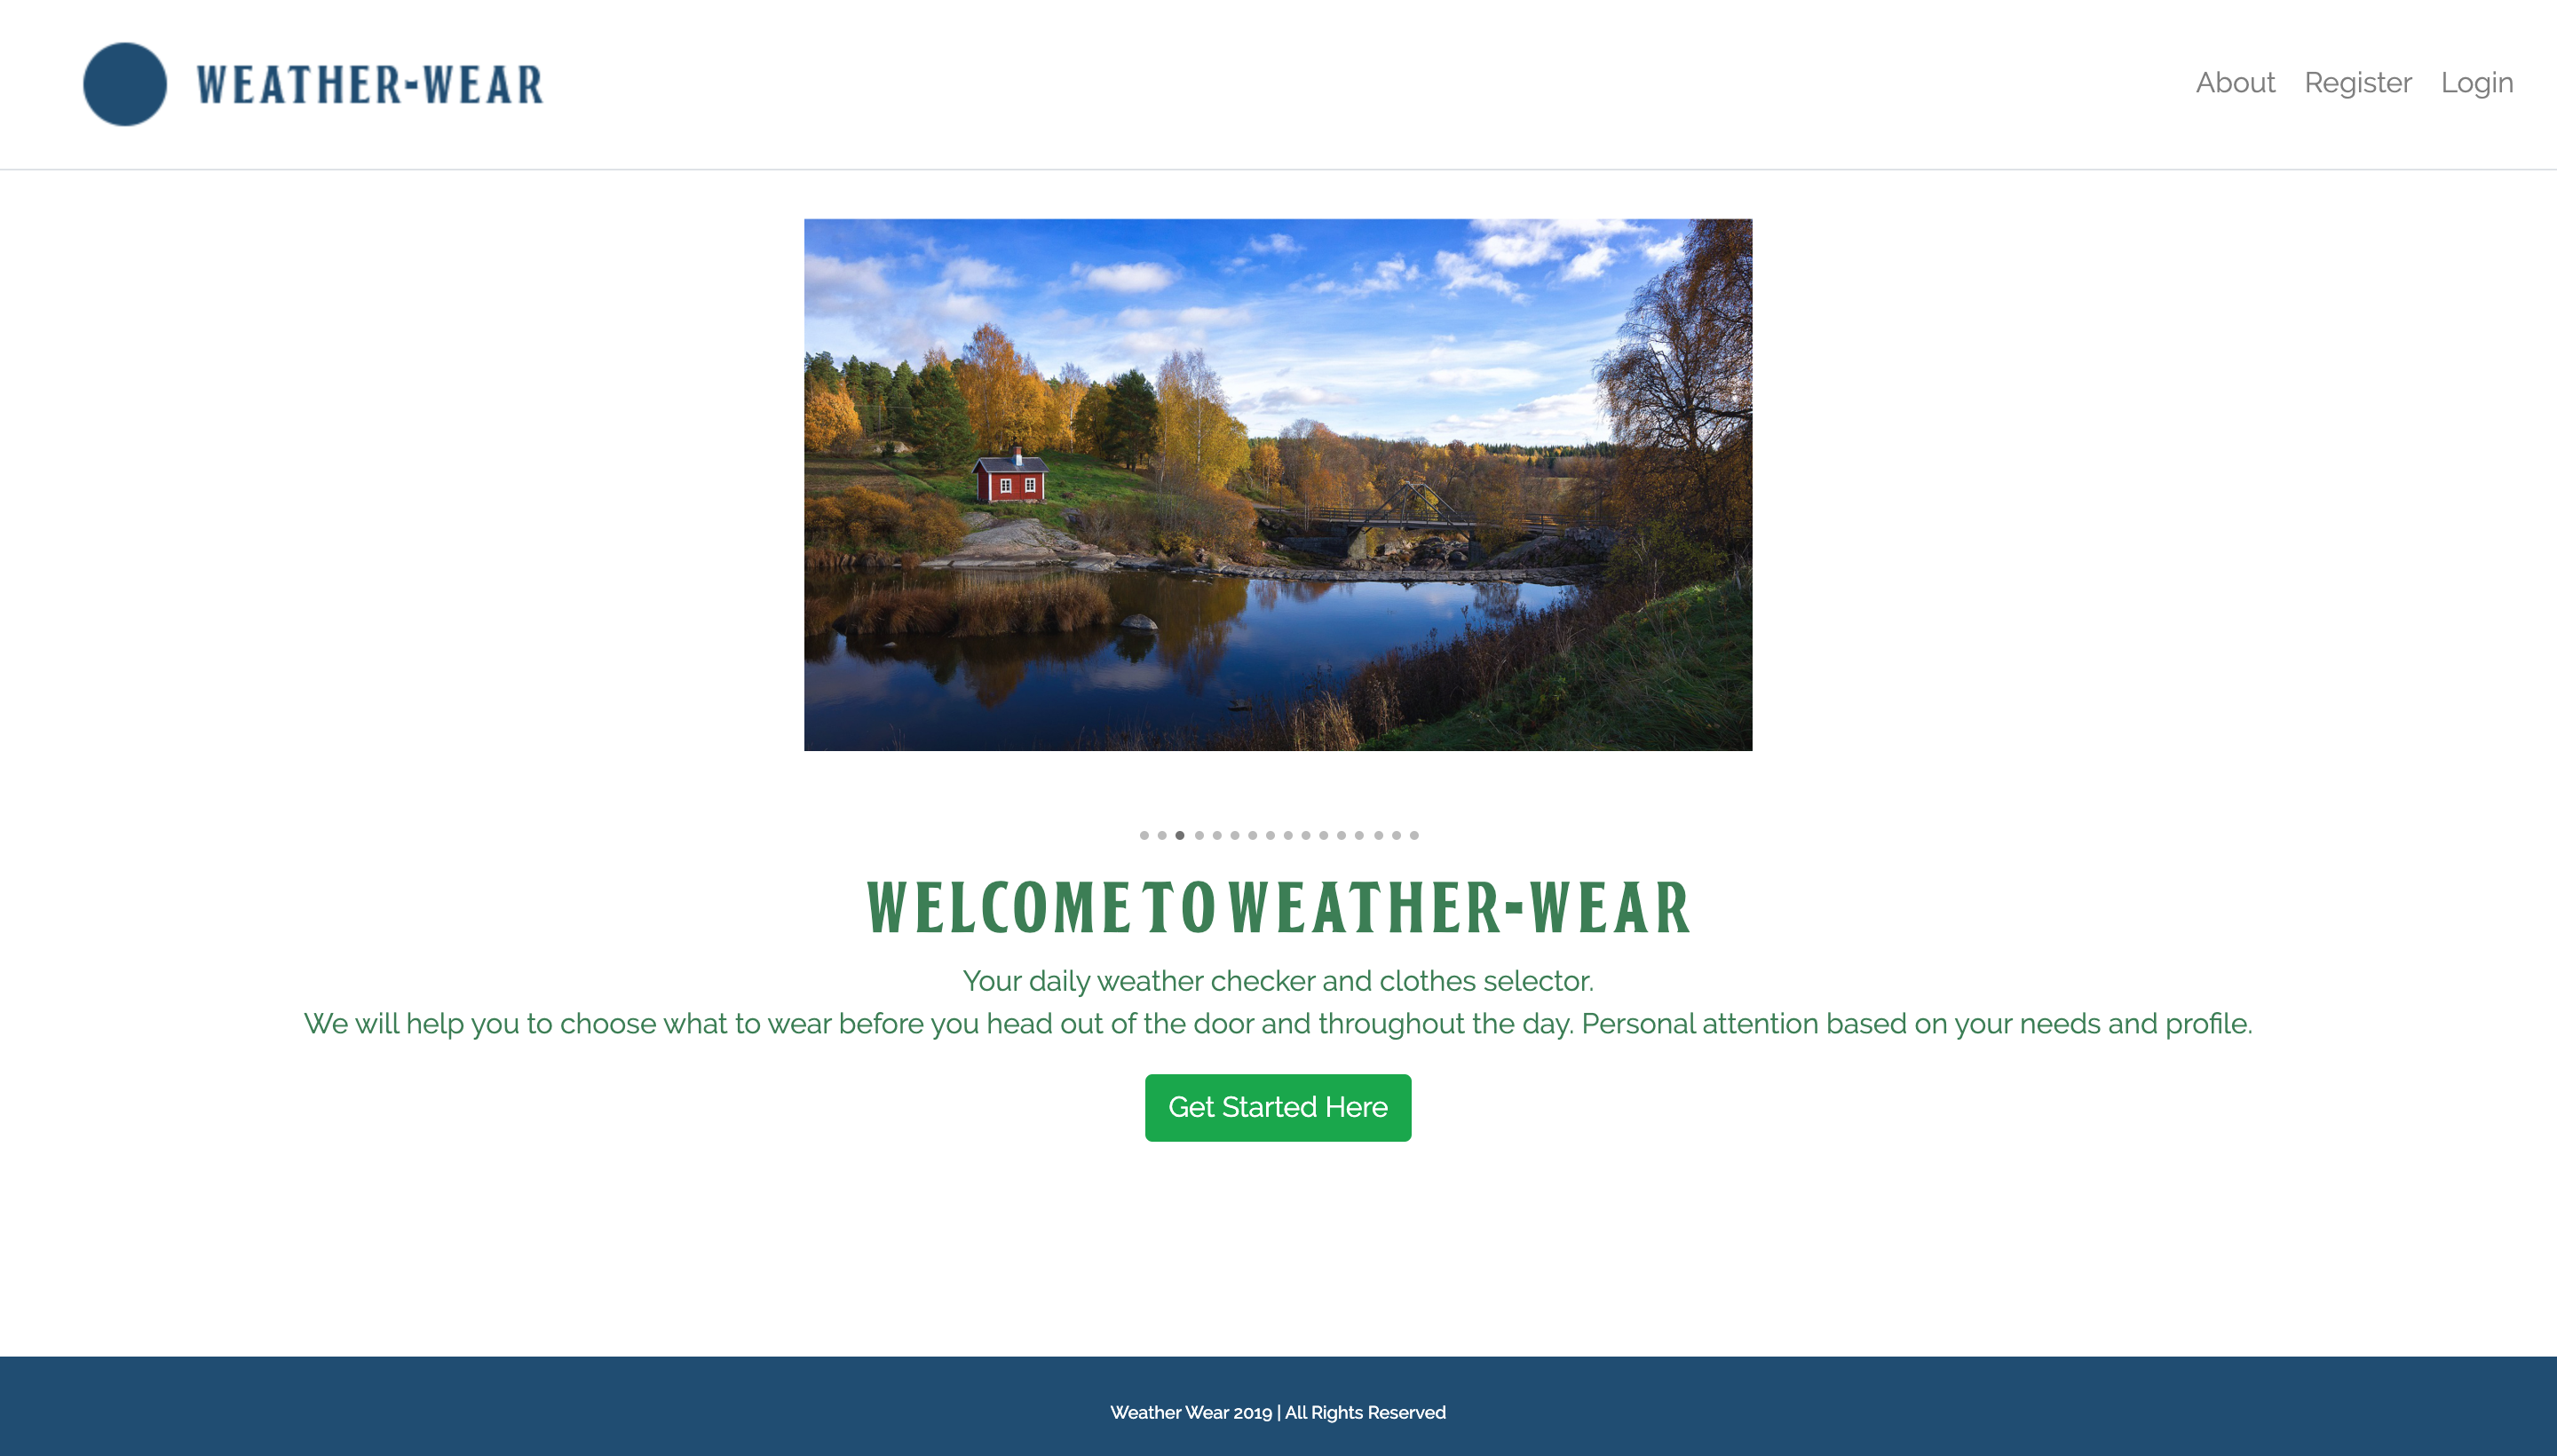 WEATHER-WEAR
About Register Login
WELCOME TO WEATHER-WEAR
Your daily weather checker and clothes selector.
We will help you to choose what to wear before you head out of the door and throughout the day. Personal attention based on your needs and profile.
Get Started Here
Weather Wear 2019 | All Rights Reserved